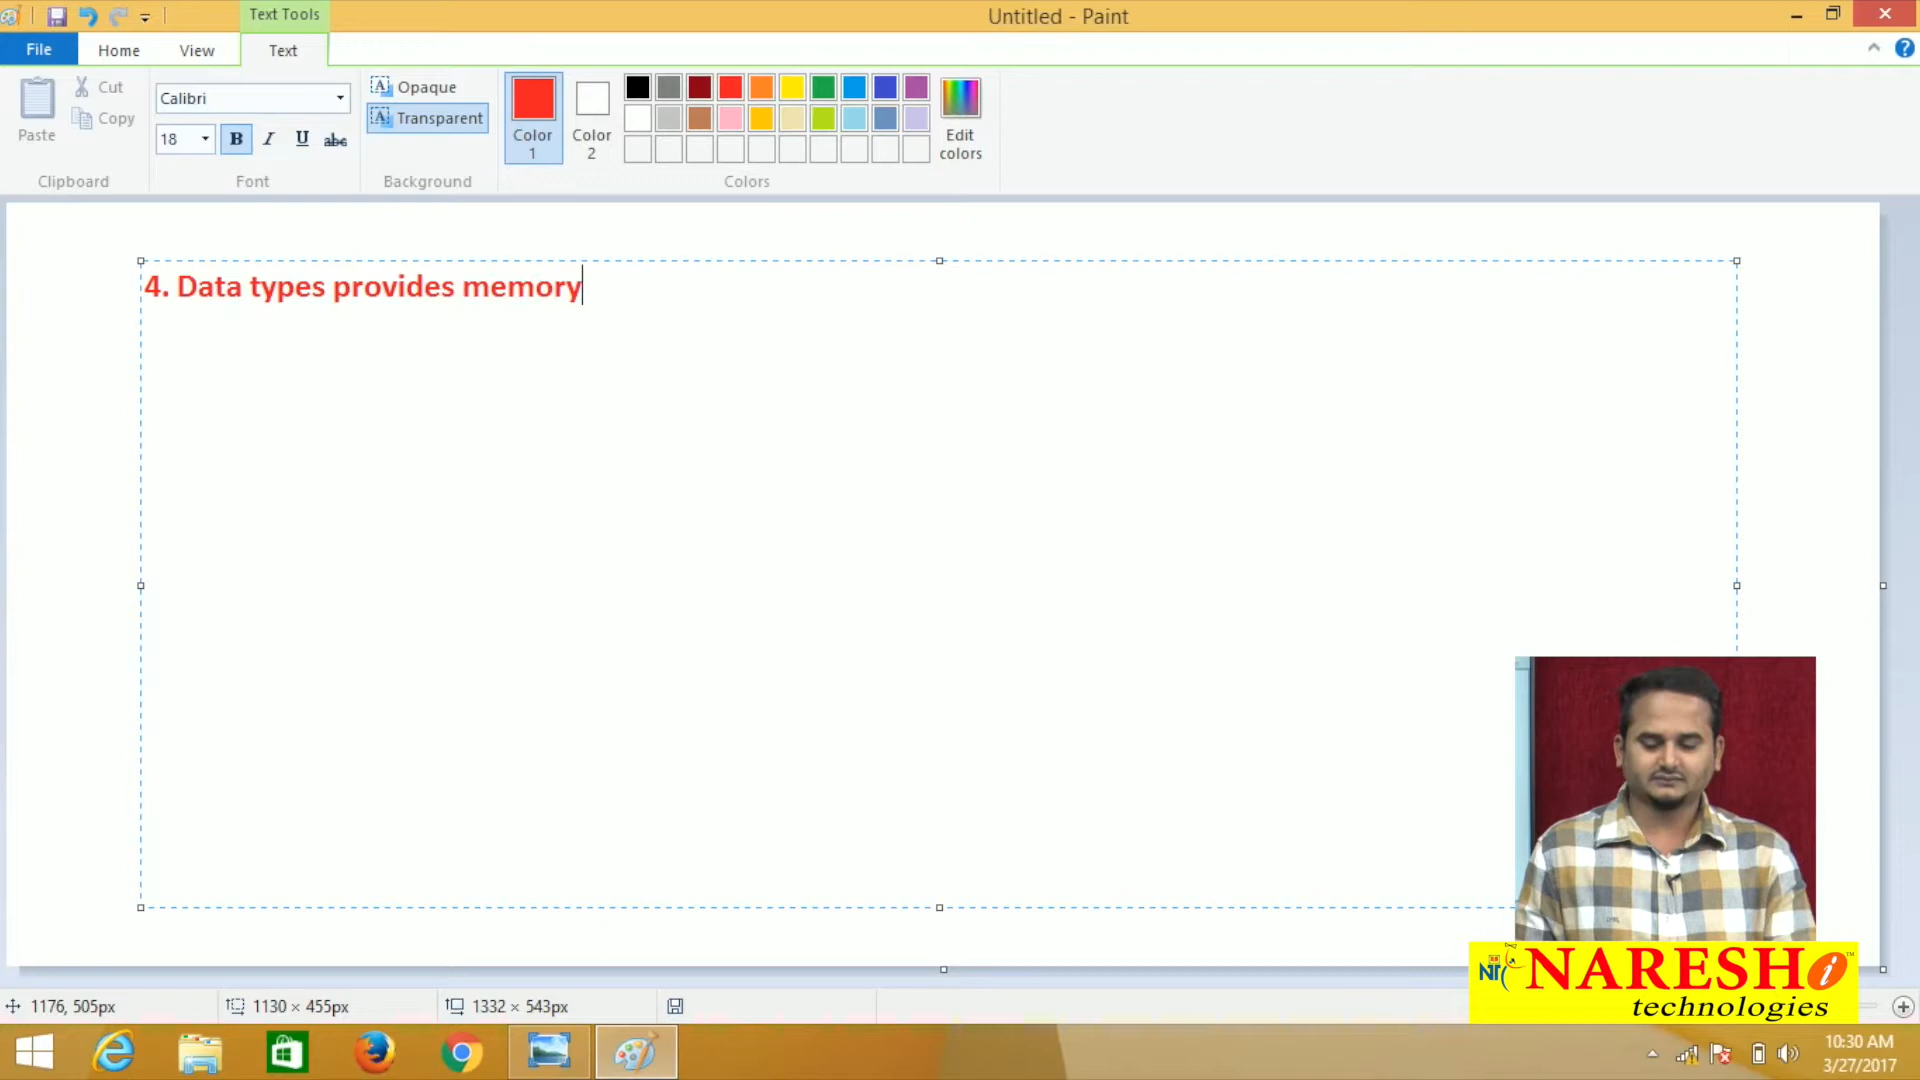 Text Tools
Untitled - Paint
File
Home
View
Text
Paste
Cut
Copy
Clipboard
Calibri
18
B
I
U
abc
Font
A Opaque
A Transparent
Background
Color
1
Color
2
Edit
colors
Colors
4. Data types provides memory
NT
NARESH i ™
technologies
1176, 505px
1130 × 455px
1332 × 543px
10:30 AM
3/27/2017